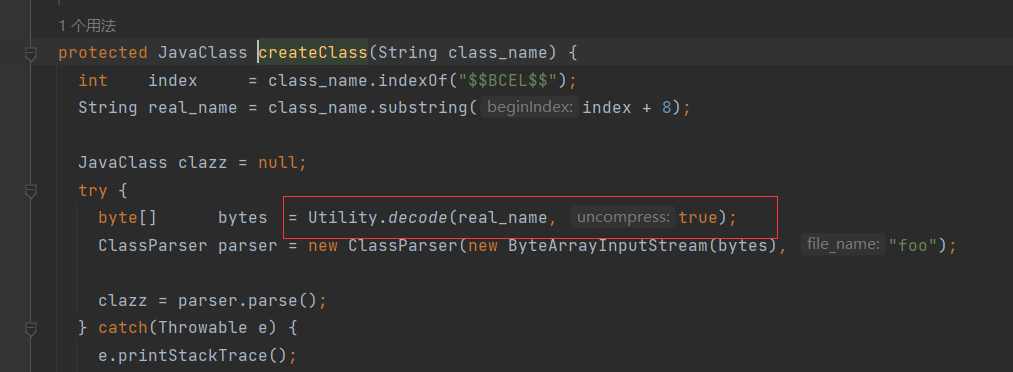 1 个用法
protected JavaClass createClass(String class_name) {
int index = class_name.indexOf("$$BCEL$$");
String real_name = class_name.substring( beginIndex: index + 8);
JavaClass clazz = null;
try {
byte[] bytes = Utility.decode(real_name, uncompress: true);
ClassParser parser = new ClassParser(new ByteArrayInputStream(bytes), file_name: "foo");
clazz = parser.parse();
} catch(Throwable e) {
e.printStackTrace();